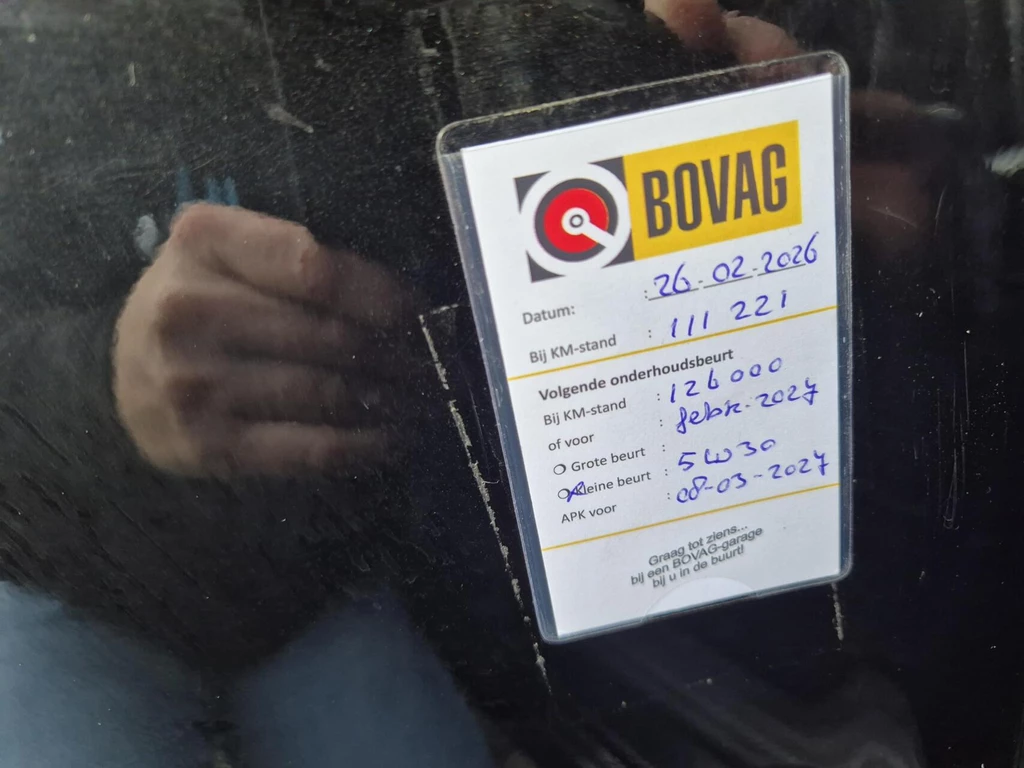 BOVAG
Datum: : 26-02-2026
Bij KM-stand : 111 221
Volgende onderhoudsbeurt
Bij KM-stand : 126000
of voor : febr. 2027
Grote beurt :
Kleine beurt : 5W30
APK voor : 08-03-2027
Graag tot ziens...
bij een BOVAG-garage
bij u in de buurt!